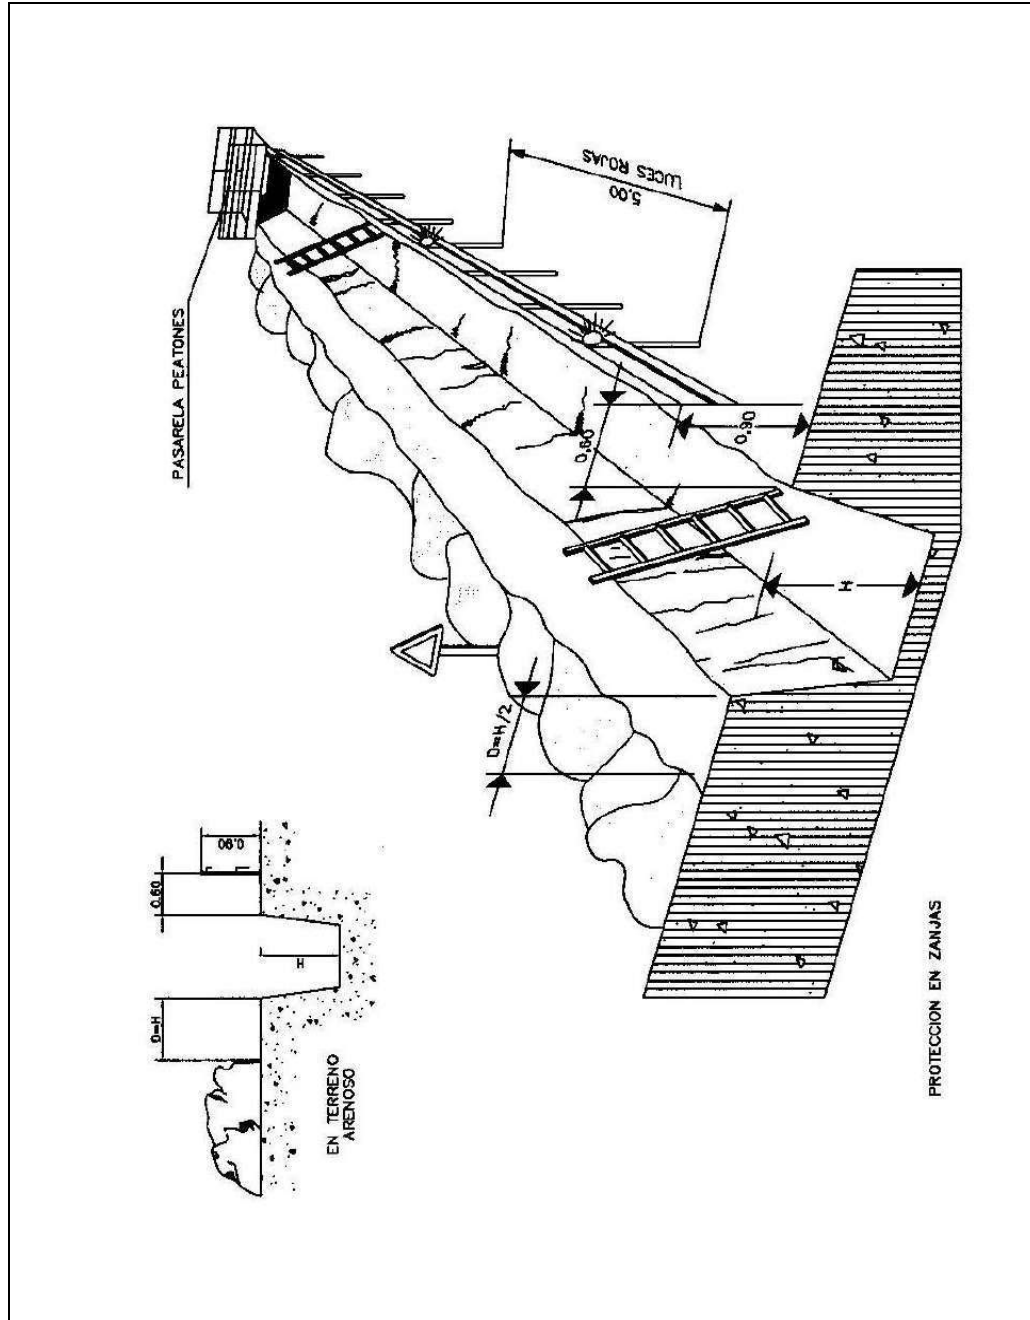 PASARELA PEATONES
LUCES ROJAS
5,00
0,60
0,90
H
D=H/2
0,60
0,90
H
D=H
EN TERRENO
ARENOSO
PROTECCION EN ZANJAS